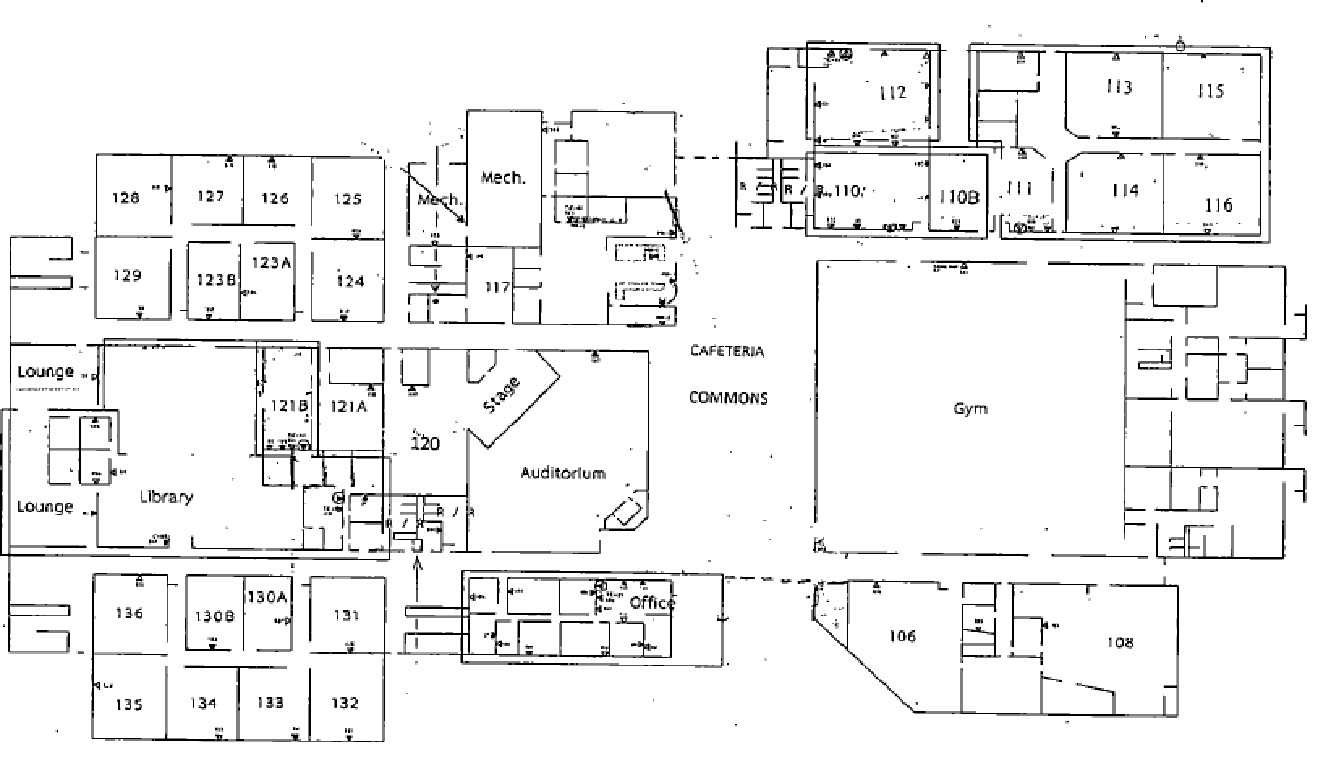 112
113
115
110
110B
111
114
116
Mech.
Mech.
117
128
127
126
125
129
123B
123A
124
Lounge
121B
121A
120
Stage
Auditorium
Library
Lounge
R / R
R / R
R / R
R / R
CAFETERIA
COMMONS
Gym
136
130B
130A
131
135
134
133
132
Office
106
108